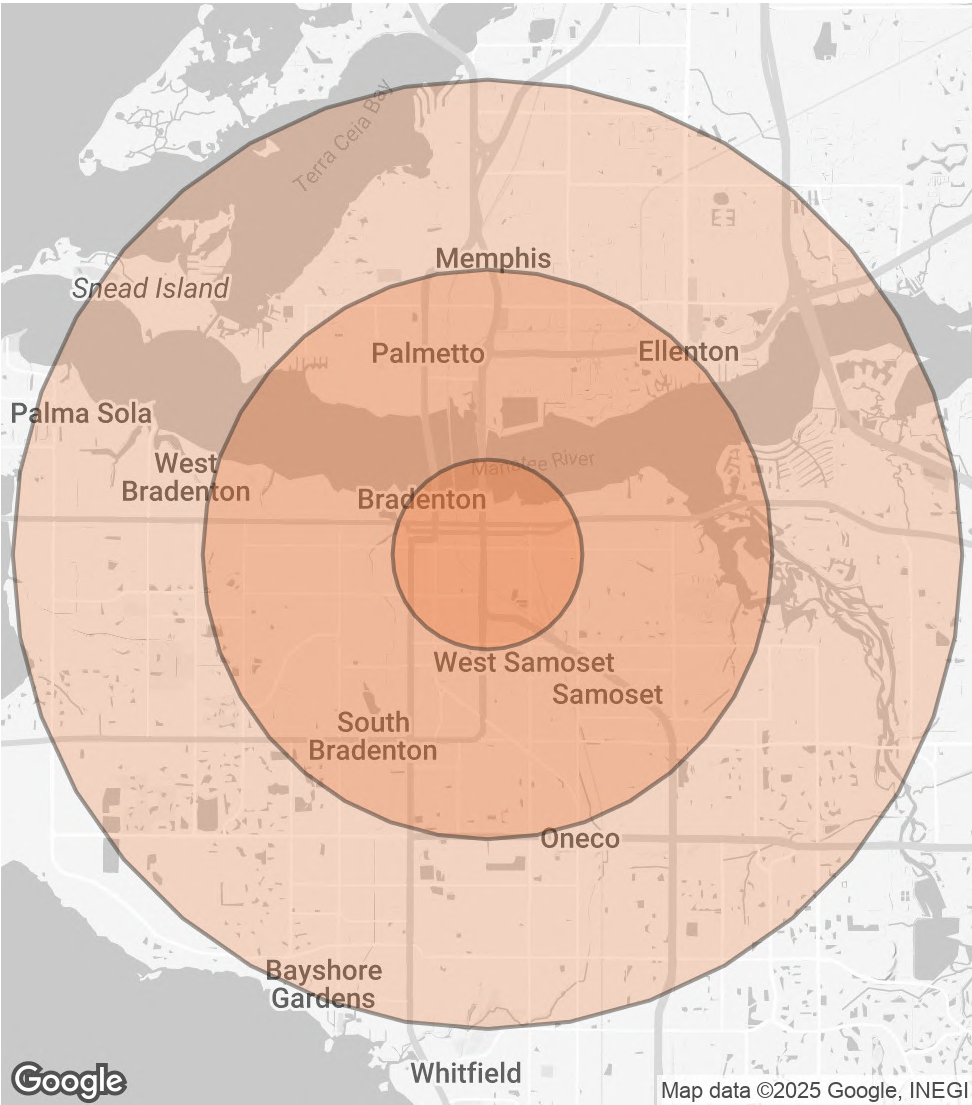 Terra Ceia Bay
Memphis
Snead Island
Palmetto
Ellenton
Palma Sola
West
Bradenton
Manatee River
Bradenton
West Samoset
Samoset
South
Bradenton
Oneco
Bayshore
Gardens
Whitfield
Google
Map data ©2025 Google, INEGI